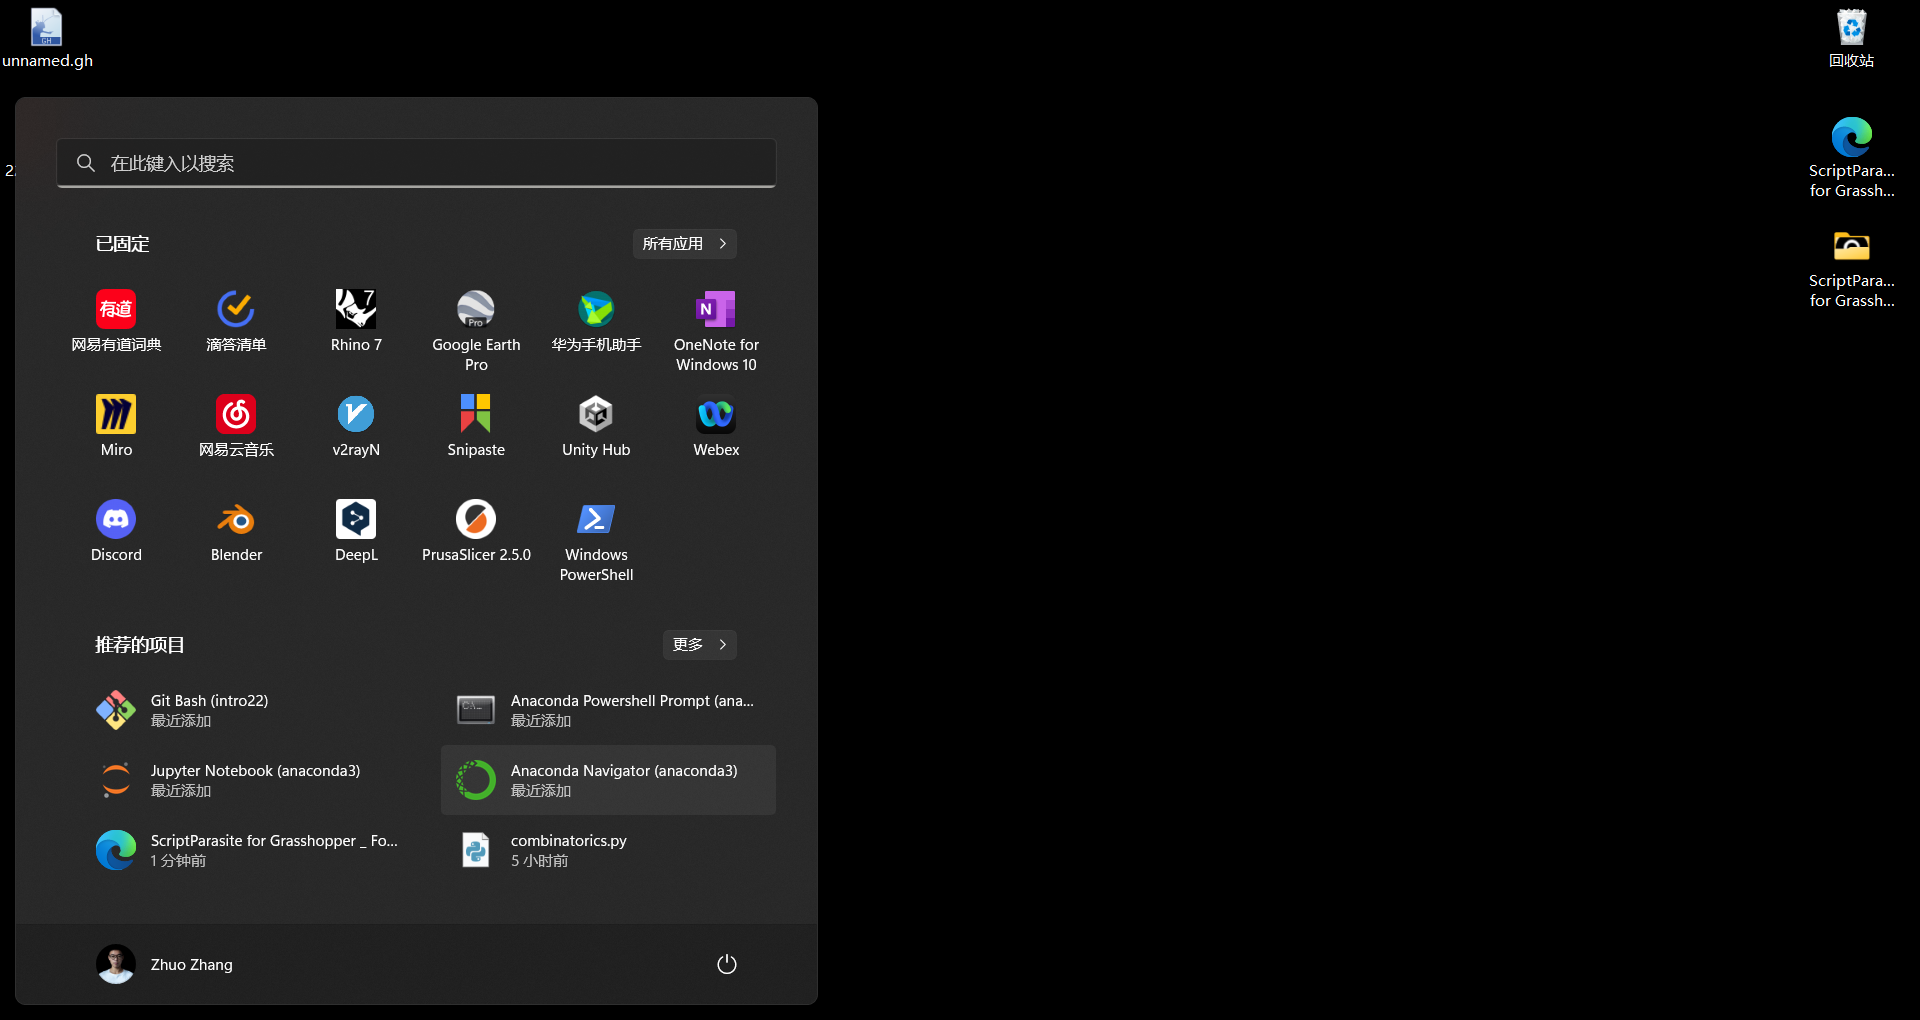 unnamed.gh
回收站
ScriptPara...
for Grassh...
ScriptPara...
for Grassh...
在此键入以搜索
已固定
所有应用
有道
网易有道词典
滴答清单
7
Rhino 7
Pro
Google Earth
Pro
华为手机助手
N
OneNote for
Windows 10
Miro
网易云音乐
v2rayN
Snipaste
Unity Hub
Webex
Discord
Blender
DeepL
PrusaSlicer 2.5.0
Windows
PowerShell
推荐的项目
更多
Git Bash (intro22)
最近添加
Anaconda Powershell Prompt (ana...
最近添加
Jupyter Notebook (anaconda3)
最近添加
Anaconda Navigator (anaconda3)
最近添加
ScriptParasite for Grasshopper _ Fo...
1 分钟前
combinatorics.py
5 小时前
Zhuo Zhang